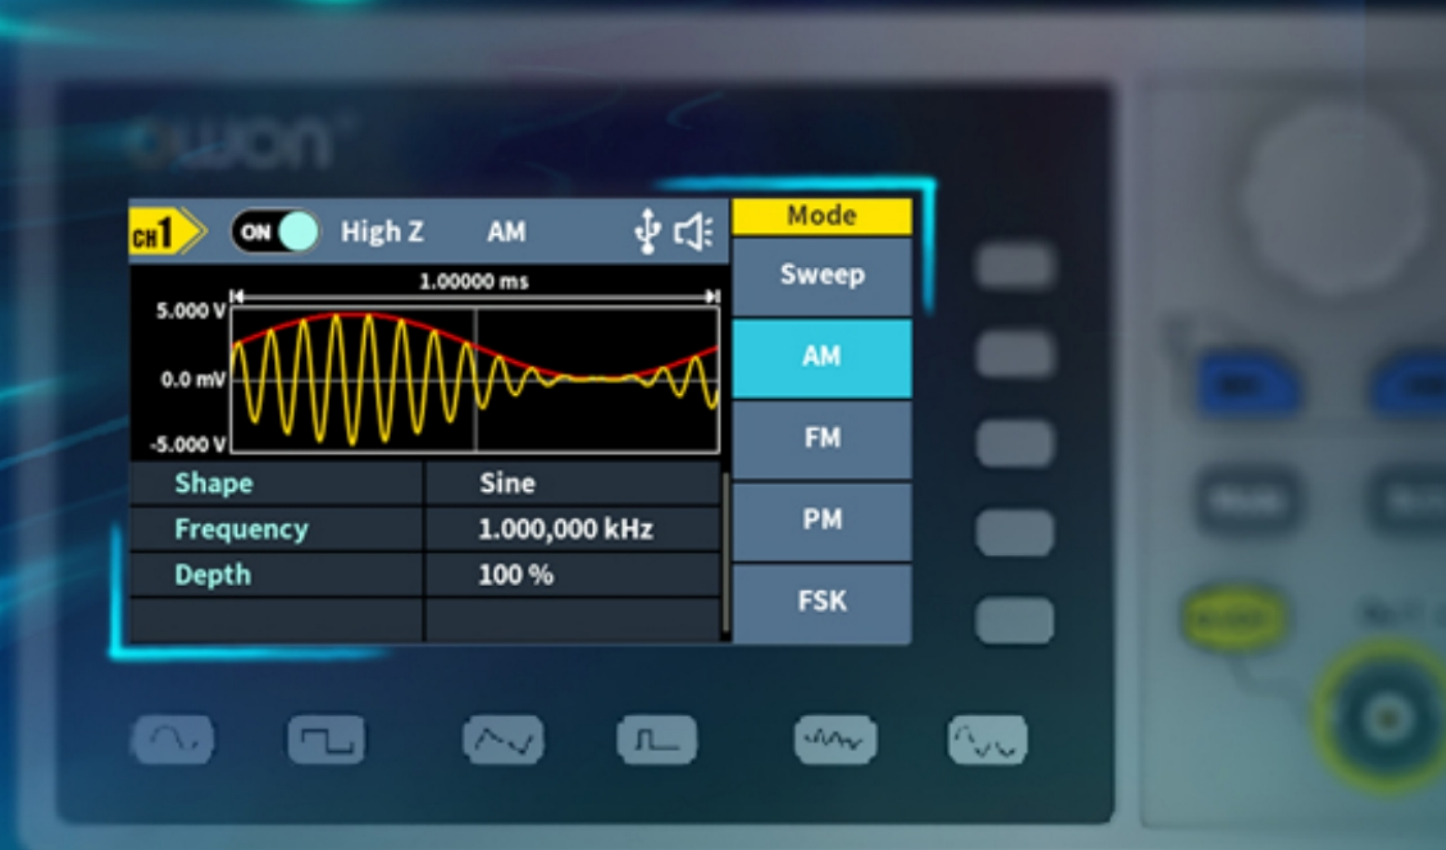 owon
CH1 ON High Z AM
1.00000 ms
5.000 V
0.0 mV
-5.000 V
Shape Sine
Frequency 1.000,000 kHz
Depth 100 %
Mode
Sweep
AM
FM
PM
FSK